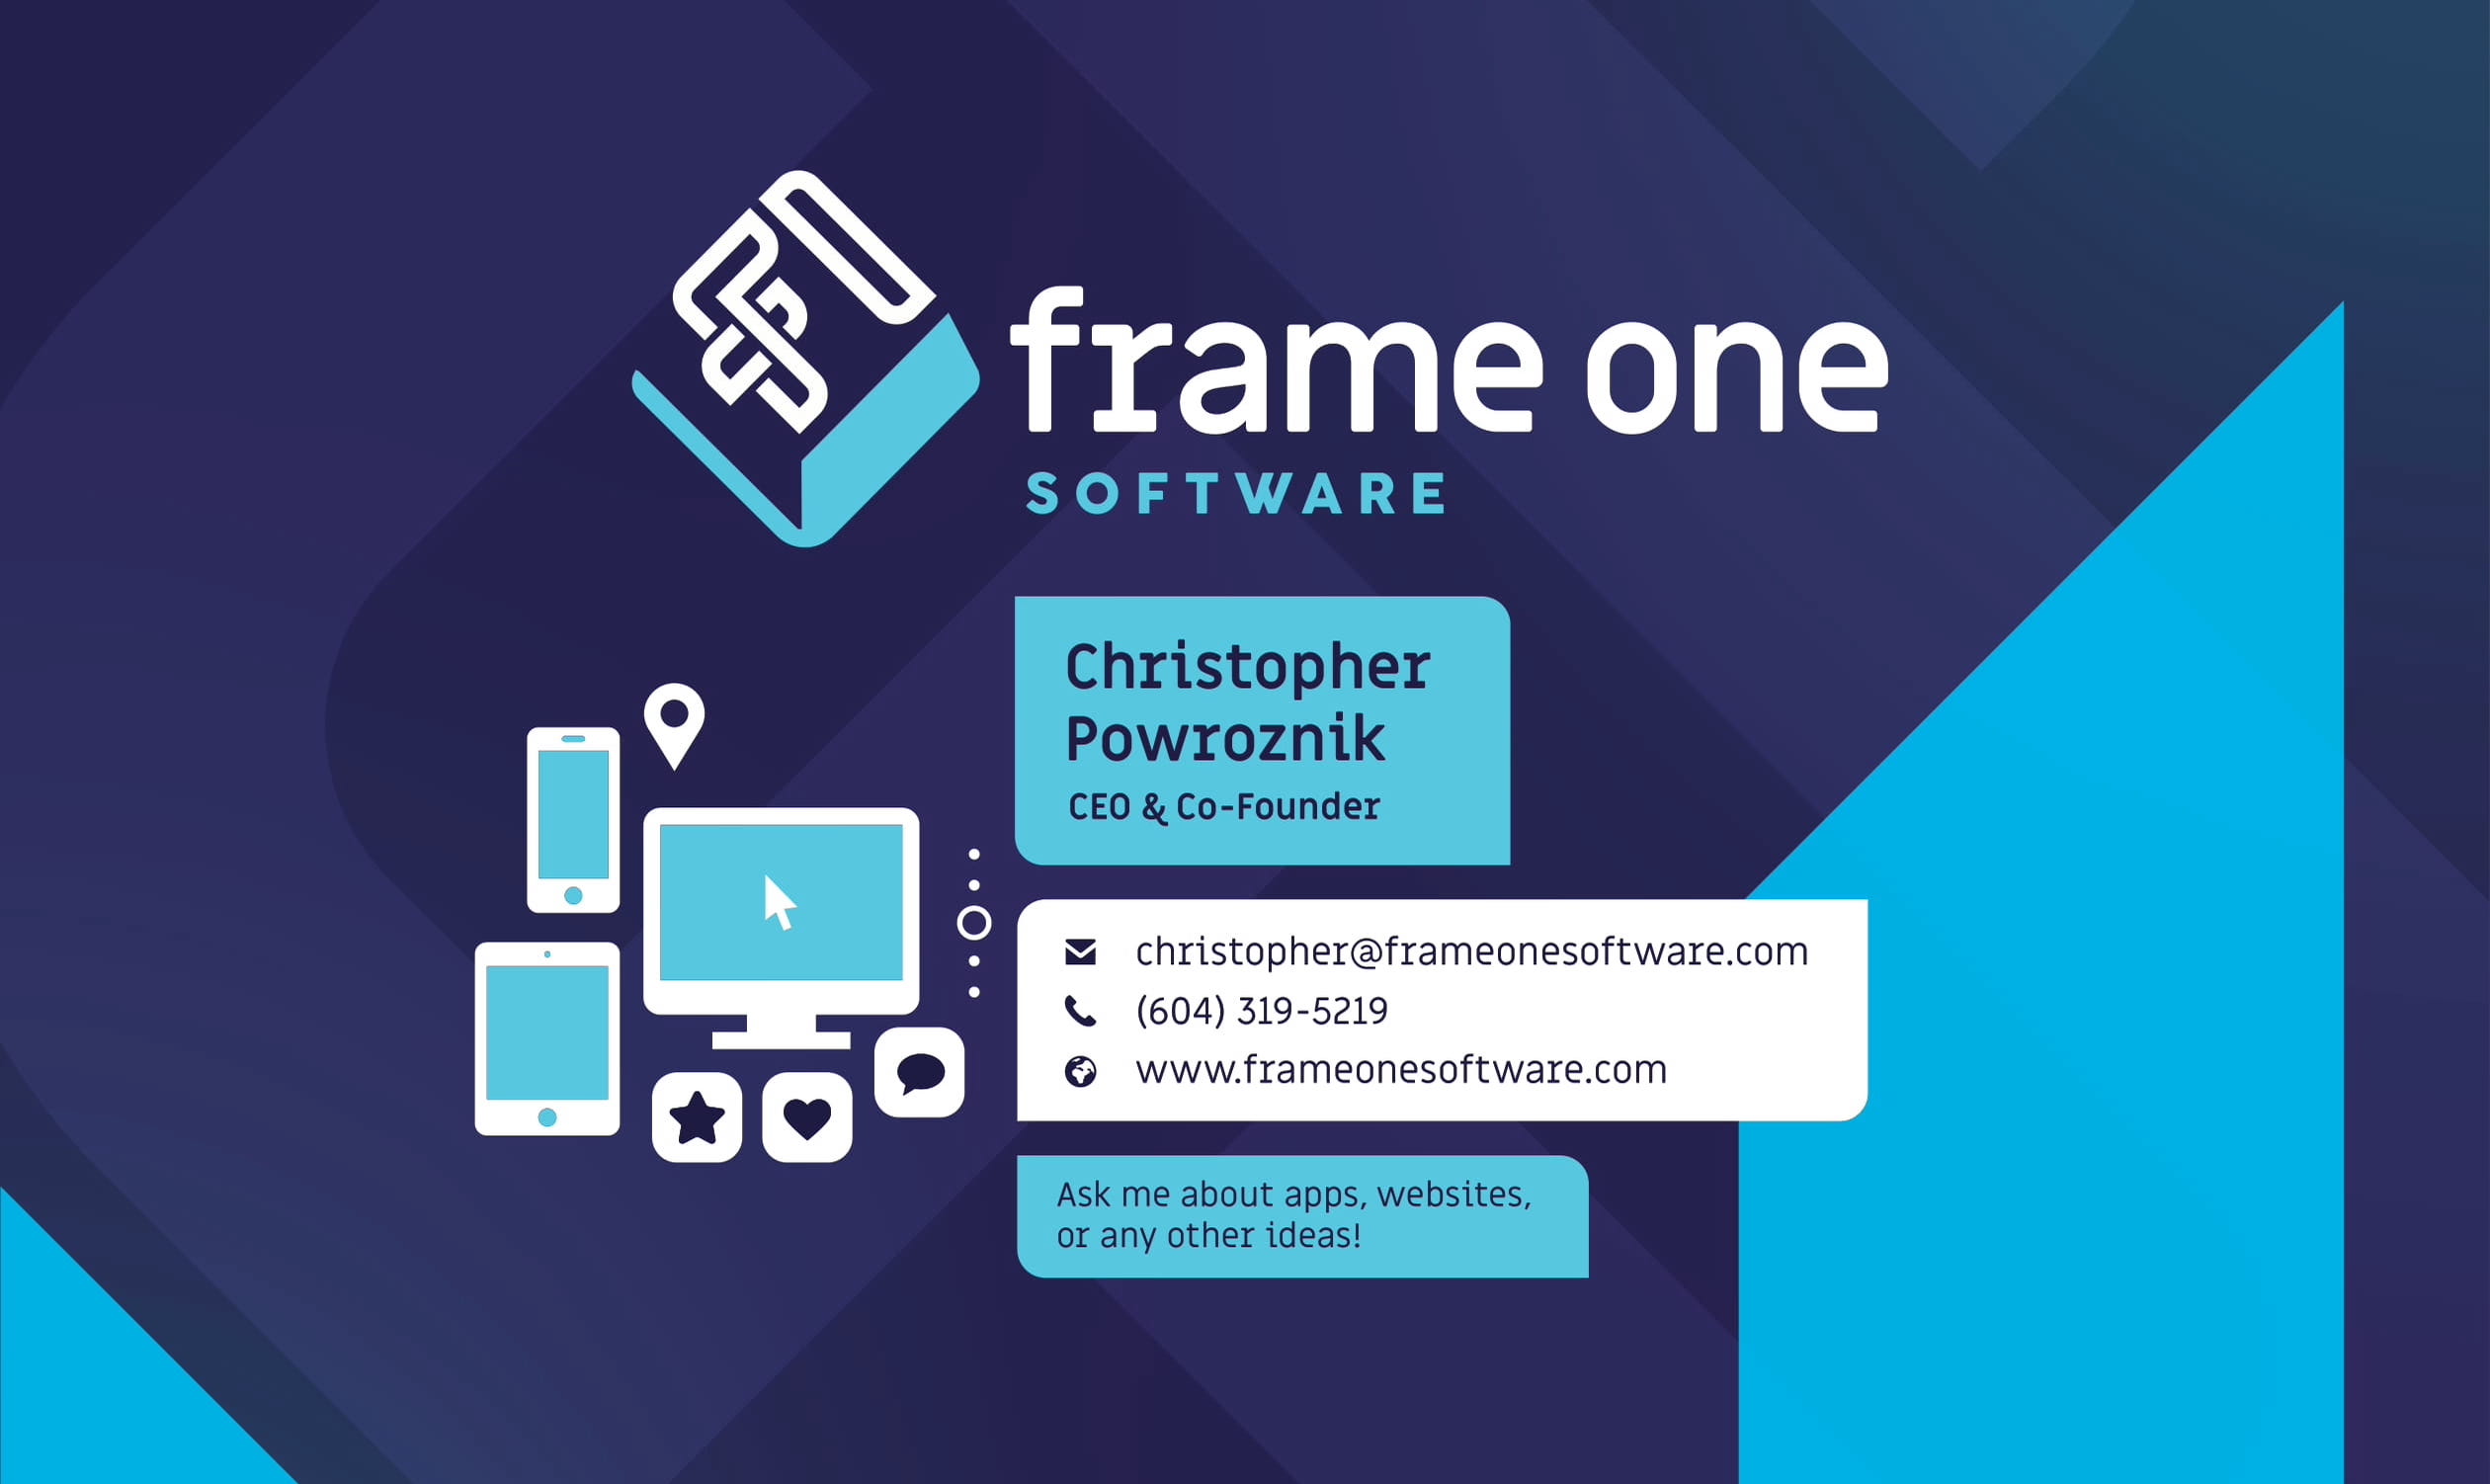 frame one
SOFTWARE
Christopher
Powroznik
CEO & Co-Founder
christopher@frameonesoftware.com
(604) 319-5219
www.frameonesoftware.com
Ask me about apps, websites,
or any other ideas!